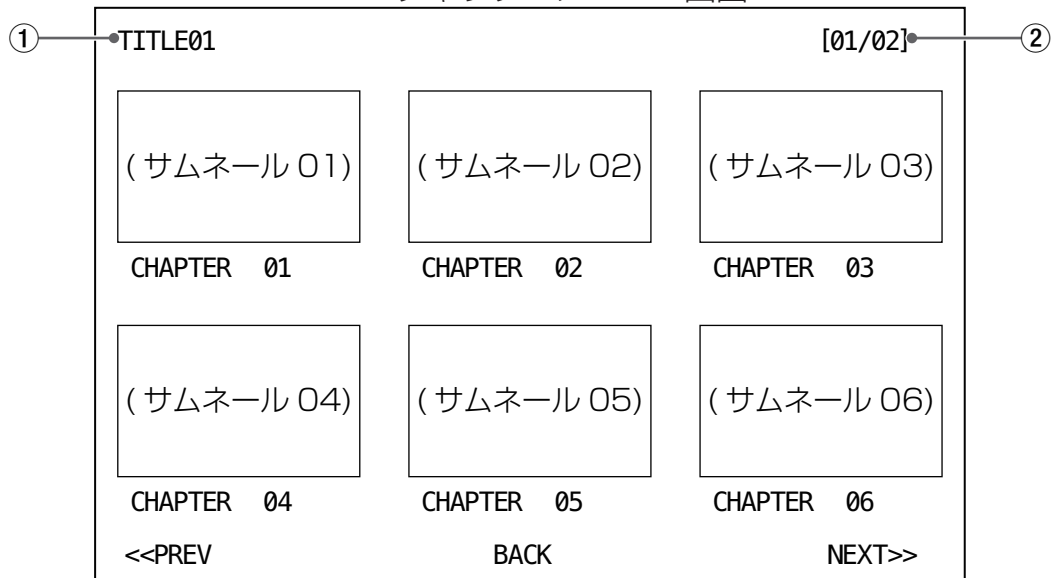 ① TITLE01 [01/02] ②
(サムネール 01) (サムネール 02) (サムネール 03)
CHAPTER 01 CHAPTER 02 CHAPTER 03
(サムネール 04) (サムネール 05) (サムネール 06)
CHAPTER 04 CHAPTER 05 CHAPTER 06
<<PREV BACK NEXT>>